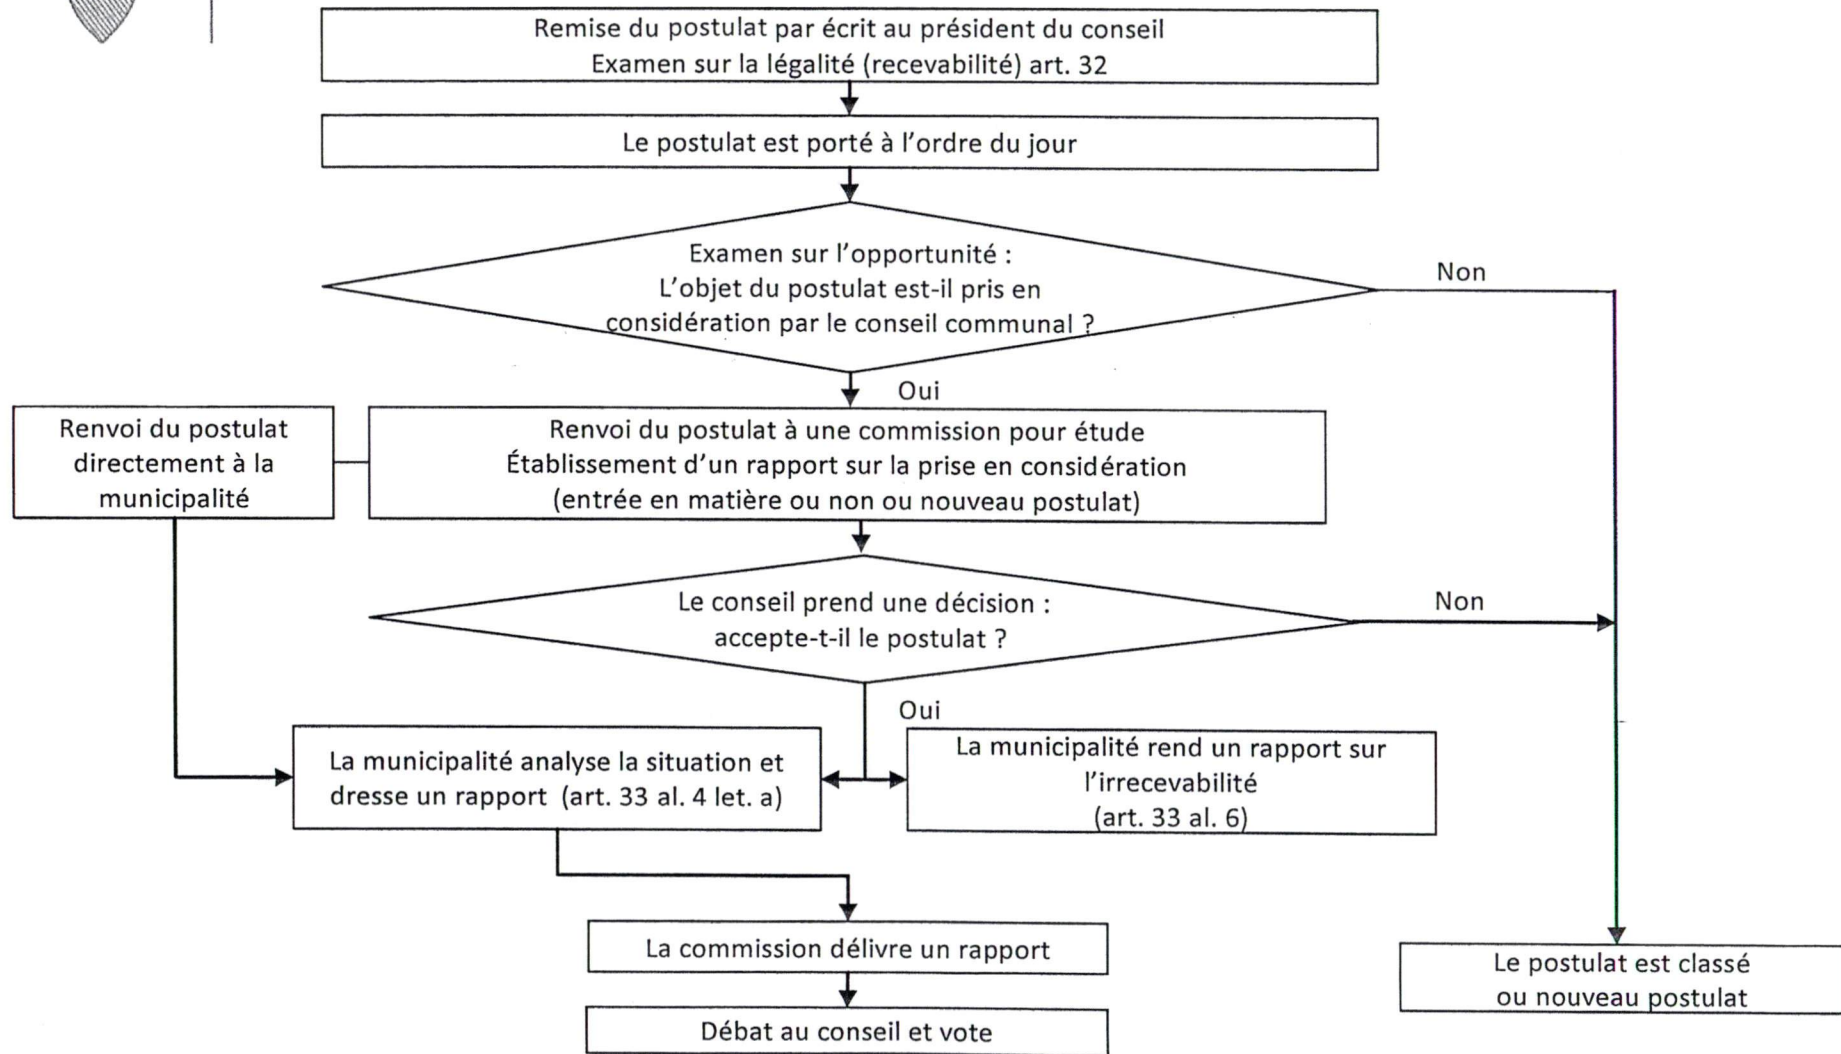 Remise du postulat par écrit au président du conseil
Examen sur la légalité (recevabilité) art. 32
Le postulat est porté à l'ordre du jour
Examen sur l'opportunité :
L'objet du postulat est-il pris en
considération par le conseil communal ?
Non
Oui
Renvoi du postulat
directement à la
municipalité
Renvoi du postulat à une commission pour étude
Établissement d'un rapport sur la prise en considération
(entrée en matière ou non ou nouveau postulat)
Le conseil prend une décision :
accepte-t-il le postulat ?
Non
Oui
La municipalité analyse la situation et
dresse un rapport (art. 33 al. 4 let. a)
La municipalité rend un rapport sur
l'irrecevabilité
(art. 33 al. 6)
La commission délivre un rapport
Le postulat est classé
ou nouveau postulat
Débat au conseil et vote